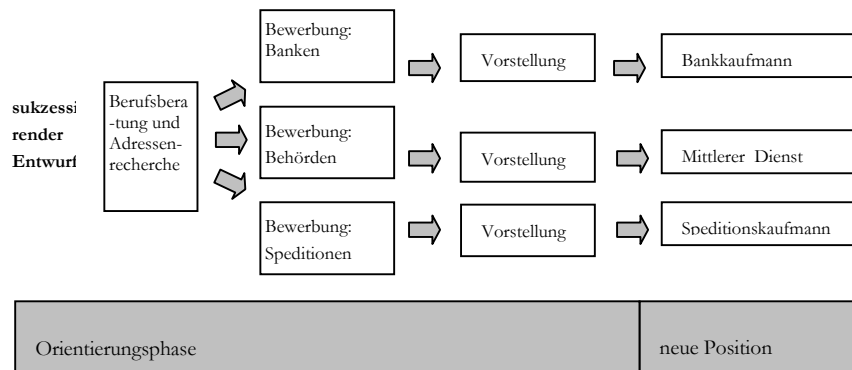 sukzessi
render
Entwurf
Berufsbera
-tung und
Adressen-
recherche
Bewerbung:
Banken
Vorstellung
Bankkaufmann
Bewerbung:
Behörden
Vorstellung
Mittlerer Dienst
Bewerbung:
Speditionen
Vorstellung
Speditionskaufmann
Orientierungsphase
neue Position